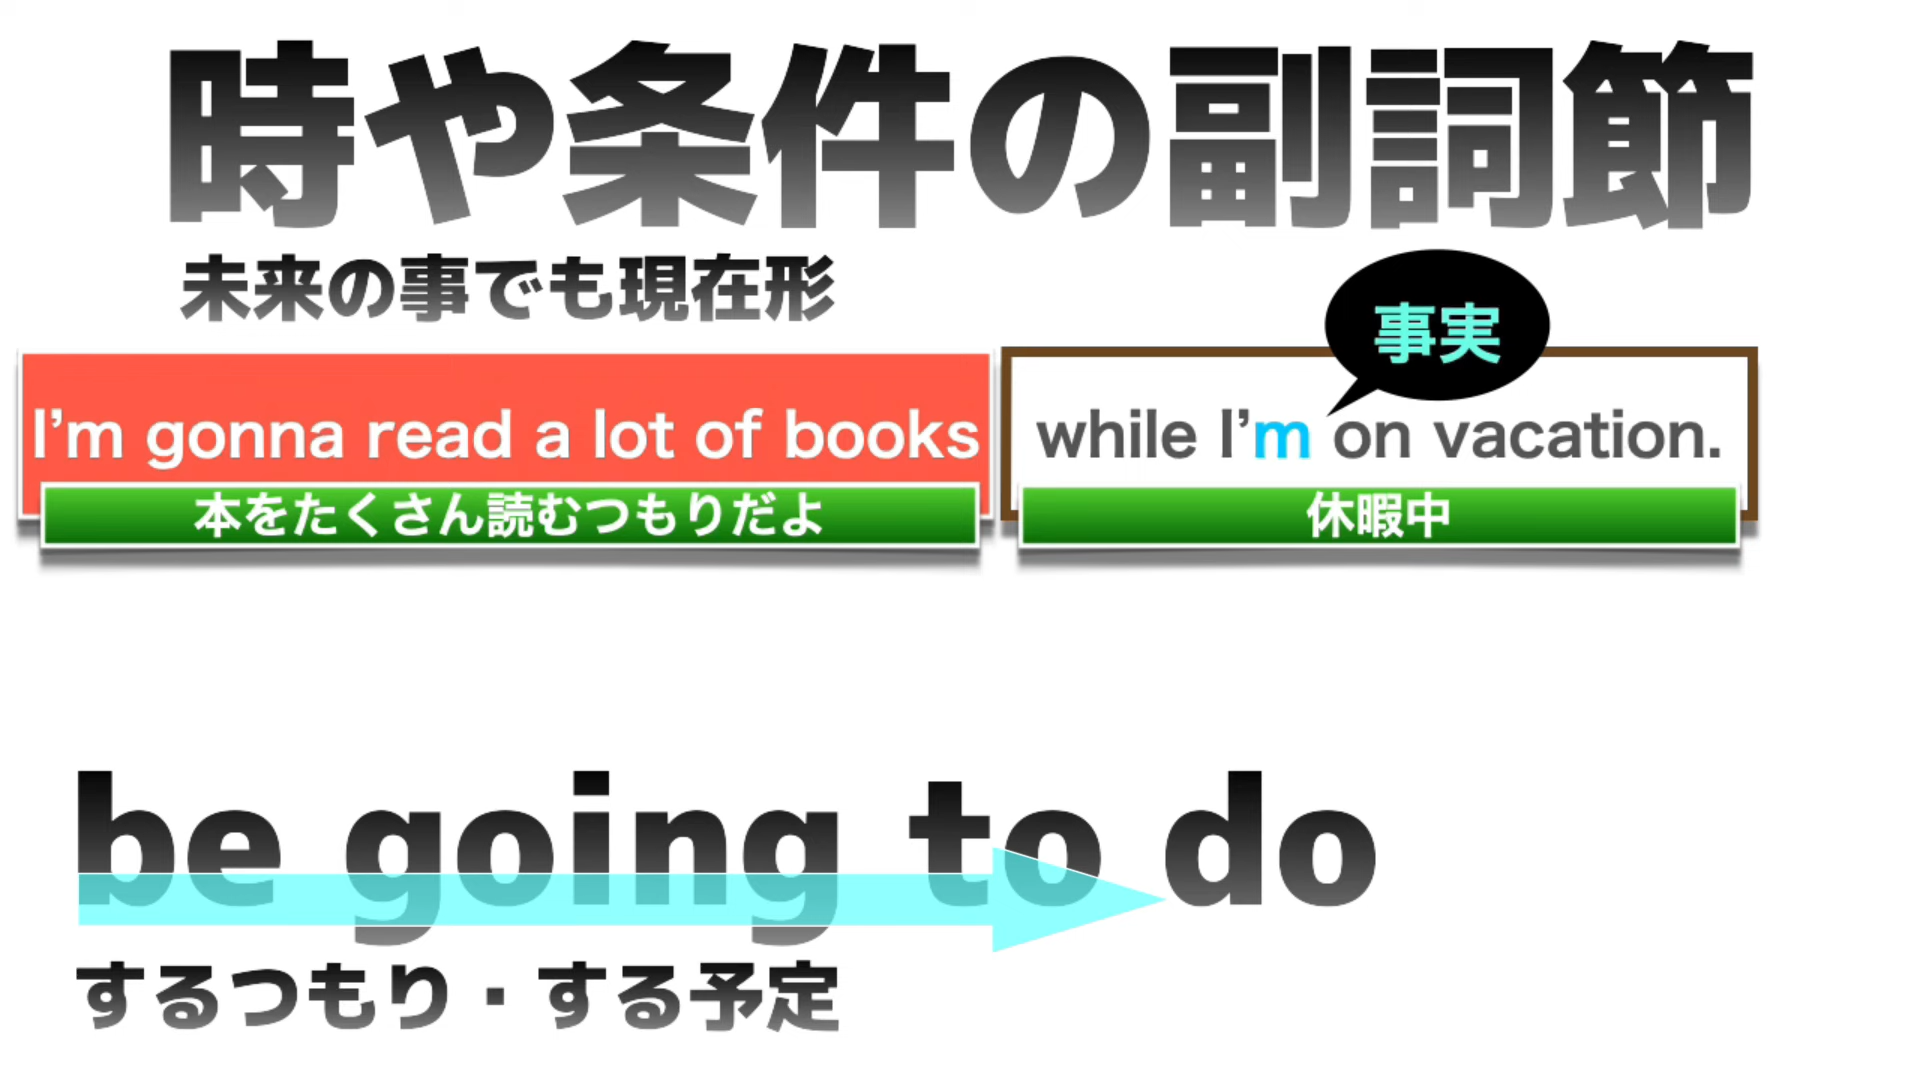 時や条件の副詞節
未来の事でも現在形
事実
I’m gonna read a lot of books while I’m on vacation.
本をたくさん読むつもりだよ 休暇中
be going to do
するつもり・する予定